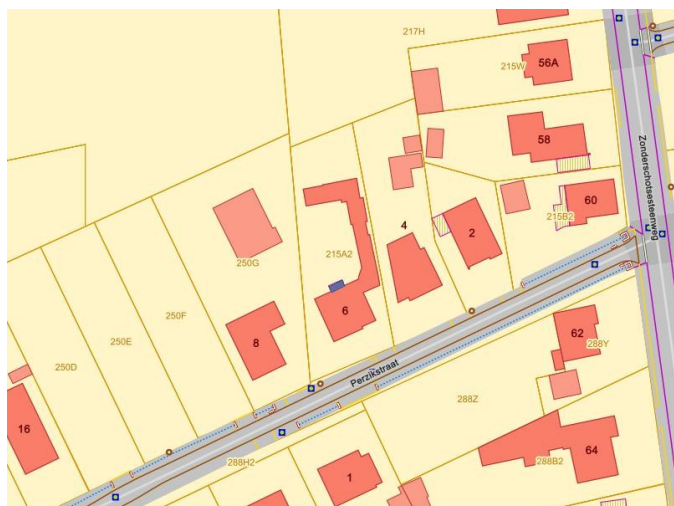 217H
215W
56A
58
Zonderschotsesteenweg
60
215B2
4
2
250G
215A2
250F
6
62
288Y
8
250E
Perzikstraat
250D
288Z
16
64
288H2
288B2
1